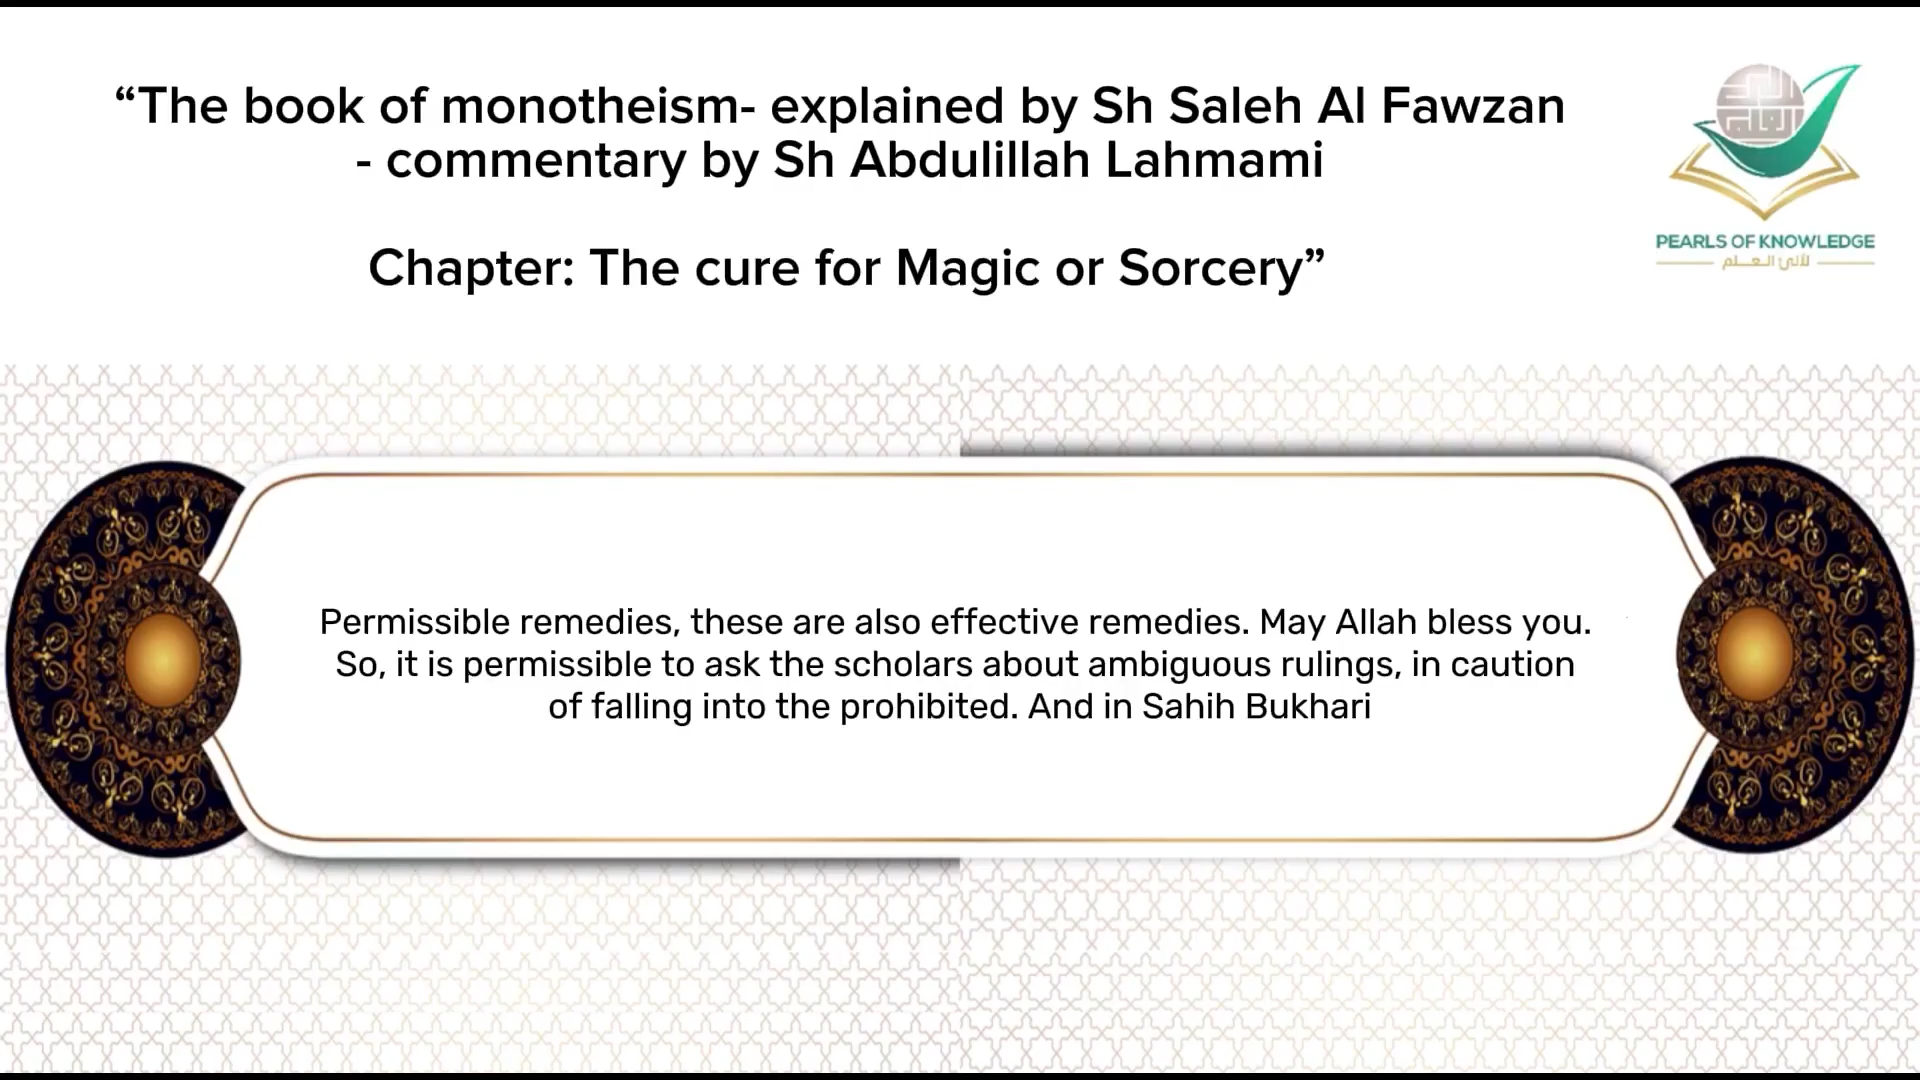 “The book of monotheism- explained by Sh Saleh Al Fawzan
- commentary by Sh Abdulillah Lahmami
Chapter: The cure for Magic or Sorcery”
PEARLS OF KNOWLEDGE
لآلئ العلم
Permissible remedies, these are also effective remedies. May Allah bless you.
So, it is permissible to ask the scholars about ambiguous rulings, in caution
of falling into the prohibited. And in Sahih Bukhari